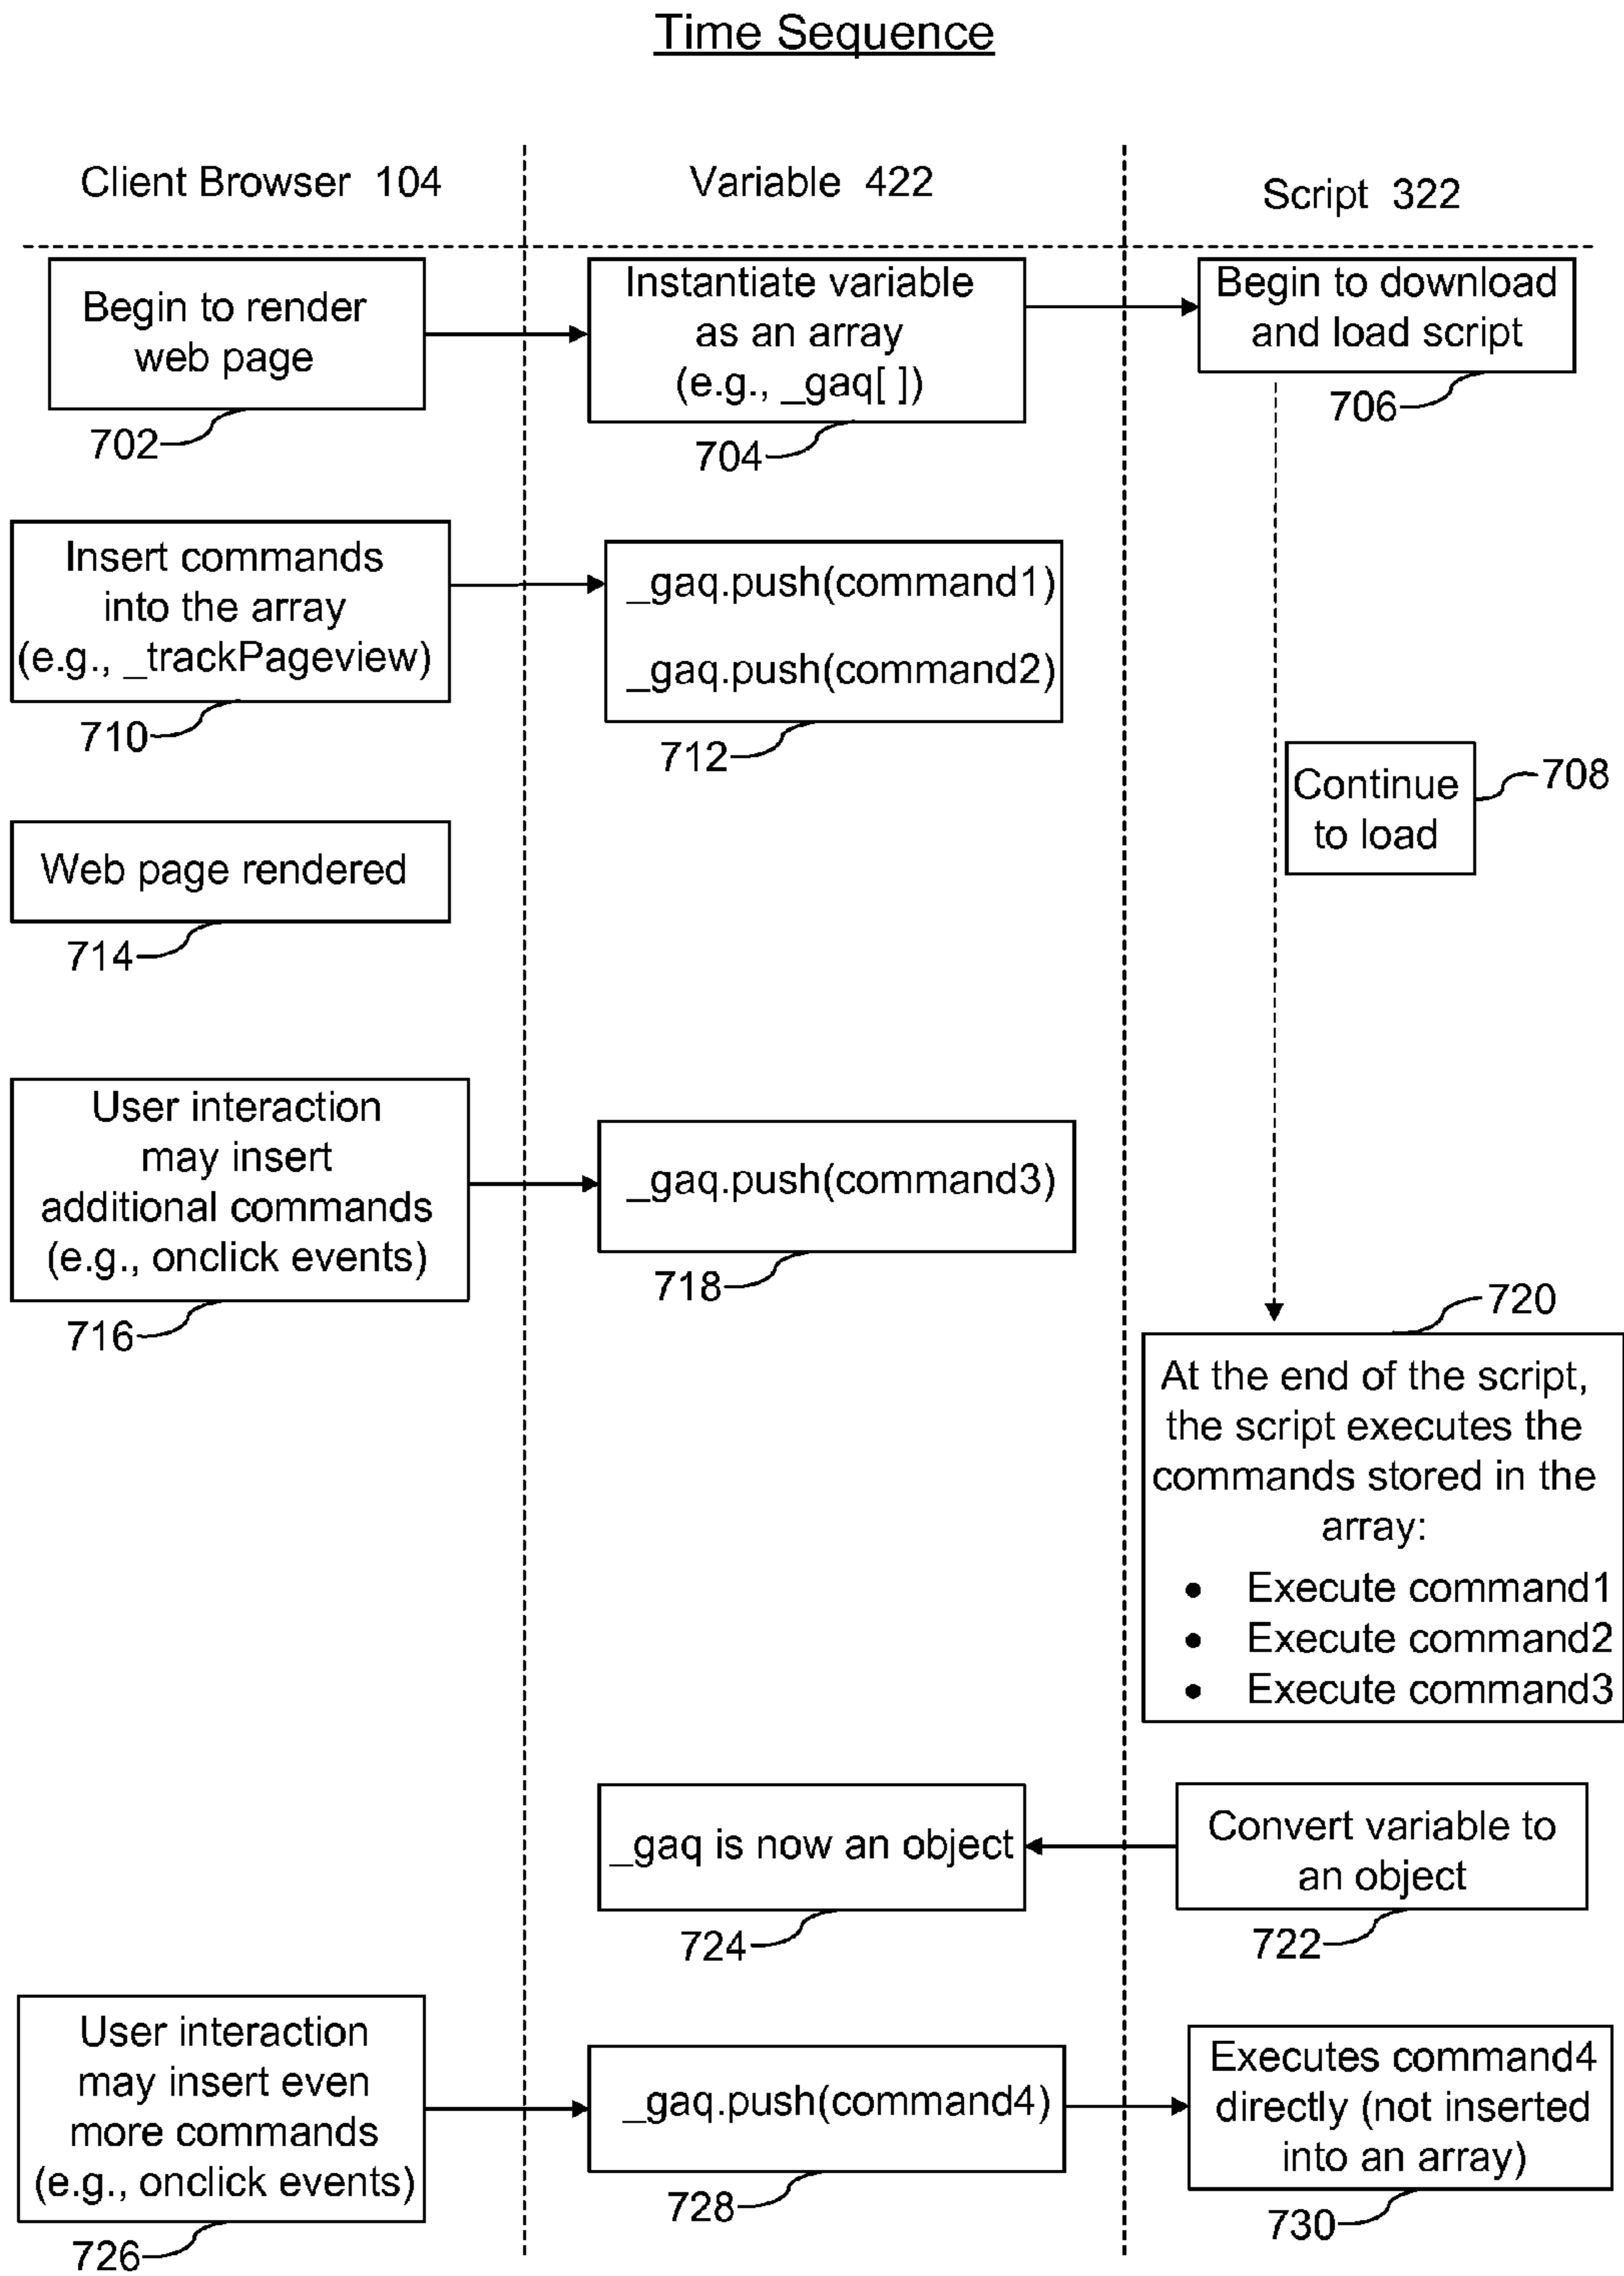 Time Sequence
Client Browser 104
Variable 422
Script 322
Begin to render
web page
702
Instantiate variable
as an array
(e.g., _gaq[ ])
704
Begin to download
and load script
706
Insert commands
into the array
(e.g., _trackPageview)
710
_gaq.push(command1)
_gaq.push(command2)
712
Continue
to load
708
Web page rendered
714
User interaction
may insert
additional commands
(e.g., onclick events)
716
_gaq.push(command3)
718
720
At the end of the script,
the script executes the
commands stored in the
array:
• Execute command1
• Execute command2
• Execute command3
_gaq is now an object
724
Convert variable to
an object
722
User interaction
may insert even
more commands
(e.g., onclick events)
726
_gaq.push(command4)
728
Executes command4
directly (not inserted
into an array)
730